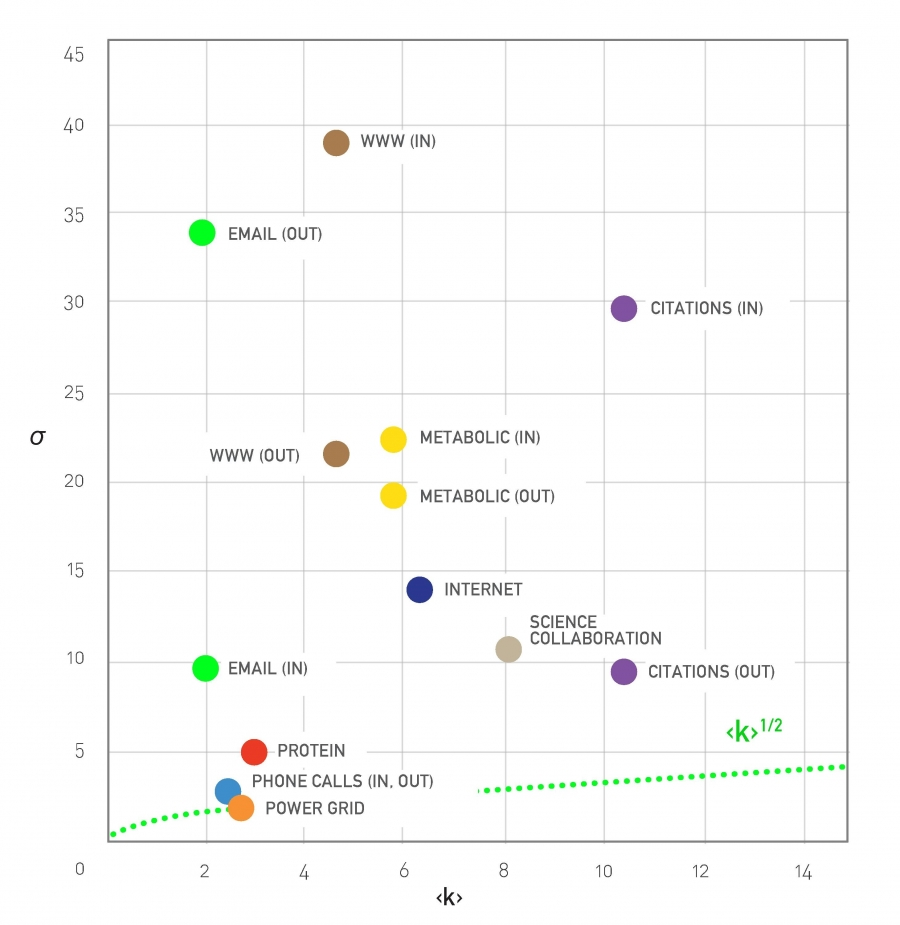 45
40
WWW (IN)
35
EMAIL (OUT)
30
CITATIONS (IN)
25
σ
METABOLIC (IN)
WWW (OUT)
20
METABOLIC (OUT)
15
INTERNET
SCIENCE
COLLABORATION
10
EMAIL (IN)
CITATIONS (OUT)
‹k›1/2
5
PROTEIN
PHONE CALLS (IN, OUT)
POWER GRID
0 2 4 6 8 10 12 14
‹k›